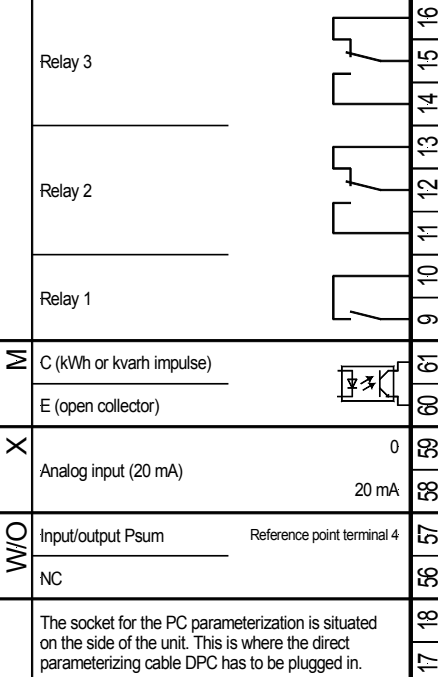 16
Relay 3
15
14
13
Relay 2
12
11
10
Relay 1
9
M
C (kWh or kvarh impulse)
61
E (open collector)
60
X
0
59
Analog input (20 mA)
20 mA
58
W/O
Input/output Psum
Reference point terminal 4
57
NC
56
The socket for the PC parameterization is situated
18
on the side of the unit. This is where the direct
parameterizing cable DPC has to be plugged in.
17